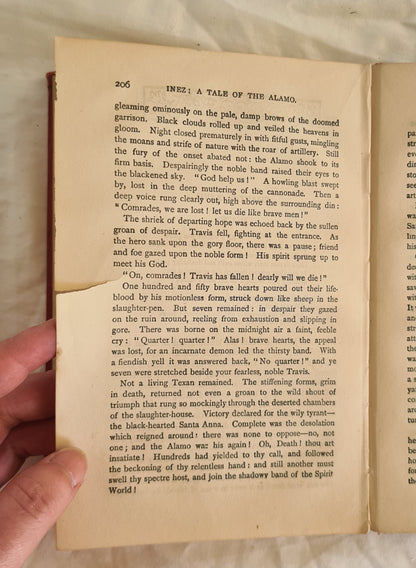 206
INEZ: A TALE OF THE ALAMO.
gleaming ominously on the pale, damp brows of the doomed
garrison. Black clouds rolled up and veiled the heavens in
gloom. Night closed prematurely in with fitful gusts, mingling
the moans and strife of nature with the roar of artillery. Still
the fury of the onset abated not: the Alamo shook to its
firm basis. Despairingly the noble band raised their eyes to
the blackened sky. "God help us!" A howling blast swept
by, lost in the deep muttering of the cannonade. Then a
deep voice rung clearly out, high above the surrounding din:
"Comrades, we are lost! let us die like brave men!"
The shriek of departing hope was echoed back by the sullen
groan of despair. Travis fell, fighting at the entrance. As
the hero sank upon the gory floor, there was a pause; friend
and foe gazed upon the noble form! His spirit sprung up to
meet his God.
"On, comrades! Travis has fallen! dearly will we die!"
One hundred and fifty brave hearts poured out their life-
blood by his motionless form, struck down like sheep in the
slaughter-pen. But seven remained: in despair they gazed
on the ruin around, reeling from exhaustion and slipping in
gore. There was borne on the midnight air a faint, feeble
cry: "Quarter! quarter!" Alas! brave hearts, the appeal
was lost, for an incarnate demon led the thirsty band. With
a fiendish yell it was answered back, "No quarter!" and ye
seven were stretched beside your fearless, noble Travis.
Not a living Texan remained. The stiffening forms, grim
in death, returned not even a groan to the wild shout of
triumph that rung so mockingly through the deserted chambers
of the slaughter-house. Victory declared for the wily tyrant—
the black-hearted Santa Anna. Complete was the desolation
which reigned around: there was none to oppose—no, not
one; and the Alamo was his again! Oh, Death! thou art
insatiate! Hundreds had yielded to thy call, and followed
the beckoning of thy relentless hand; and still another must
swell thy spectre host, and join the shadowy band of the Spirit
World!